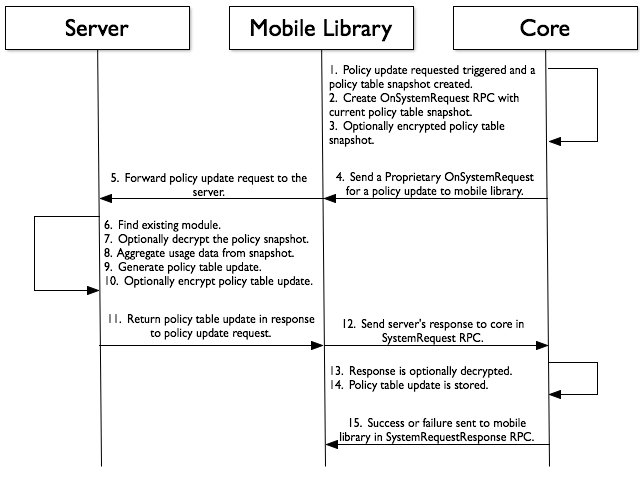 Server
Mobile Library
Core
1. Policy update requested triggered and a
policy table snapshot created.
2. Create OnSystemRequest RPC with
current policy table snapshot.
3. Optionally encrypted policy table
snapshot.
5. Forward policy update request to the
server.
4. Send a Proprietary OnSystemRequest
for a policy update to mobile library.
6. Find existing module.
7. Optionally decrypt the policy snapshot.
8. Aggregate usage data from snapshot.
9. Generate policy table update.
10. Optionally encrypt policy table update.
11. Return policy table update in response
to policy update request.
12. Send server's response to core in
SystemRequest RPC.
13. Response is optionally decrypted.
14. Policy table update is stored.
15. Success or failure sent to mobile
library in SystemRequestResponse RPC.